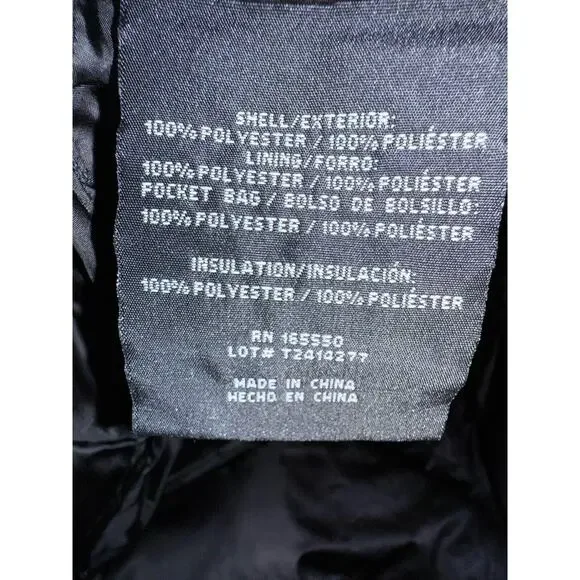 SHELL/EXTERIOR:
100% POLYESTER / 100% POLIÉSTER
LINING/FORRO:
100% POLYESTER / 100% POLIÉSTER
POCKET BAG / BOLSO DE BOLSILLO:
100% POLYESTER / 100% POLIÉSTER
INSULATION/INSULACIÓN:
100% POLYESTER / 100% POLIÉSTER
RN 165550
LOT# T2414277
MADE IN CHINA
HECHO EN CHINA